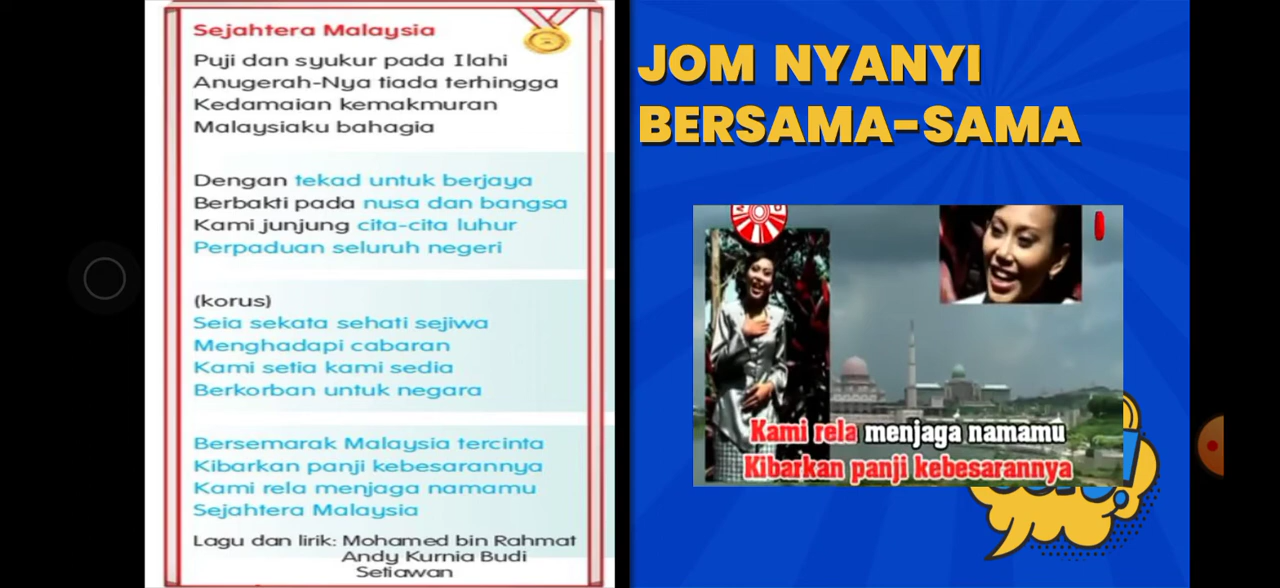 Sejahtera Malaysia
Puji dan syukur pada Ilahi
Anugerah-Nya tiada terhingga
Kedamaian kemakmuran
Malaysiaku bahagia
Dengan tekad untuk berjaya
Berbakti pada nusa dan bangsa
Kami junjung cita-cita luhur
Perpaduan seluruh negeri
(korus)
Seia sekata sehati sejiwa
Menghadapi cabaran
Kami setia kami sedia
Berkorban untuk negara
Bersemarak Malaysia tercinta
Kibarkan panji kebesarannya
Kami rela menjaga namamu
Sejahtera Malaysia
Lagu dan lirik: Mohamed bin Rahmat
Andy Kurnia Budi
Setiawan
JOM NYANYI
BERSAMA-SAMA
Kami rela menjaga namamu
Kibarkan panji kebesarannya